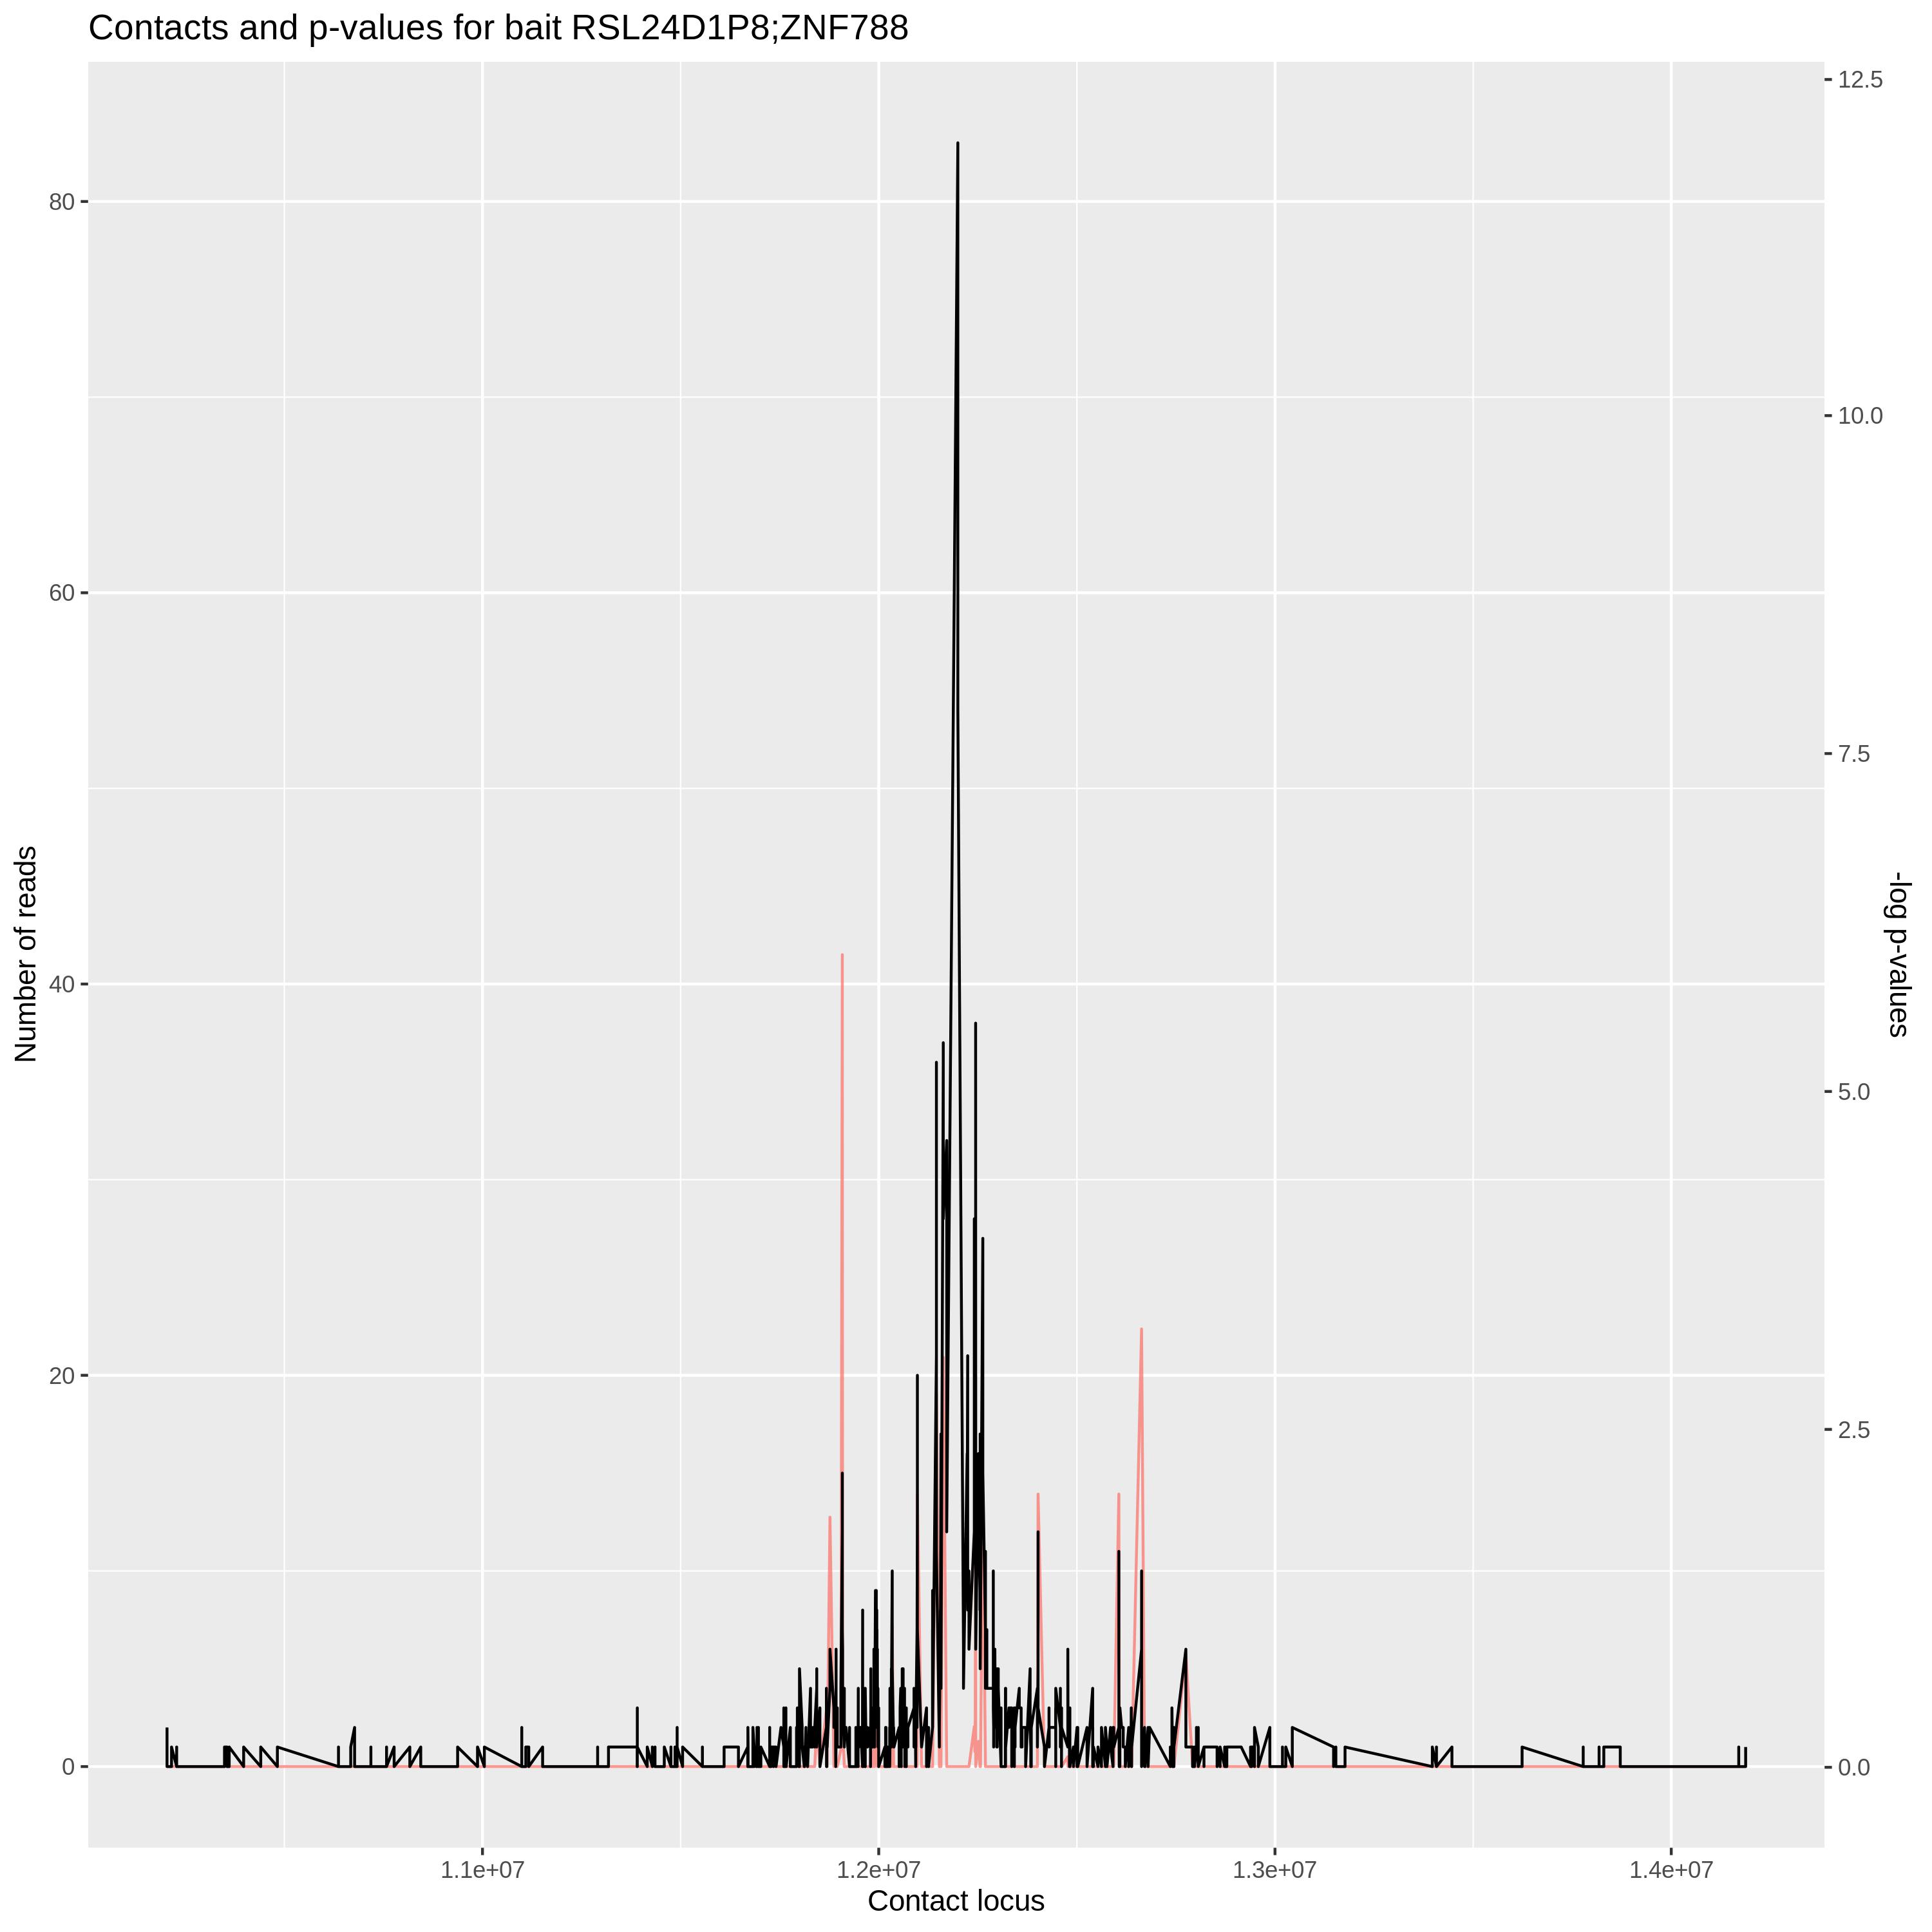 Contacts and p-values for bait RSL24D1P8;ZNF788
Number of reads
80
60
40
20
0
12.5
10.0
7.5
5.0
2.5
0.0
-log p-values
1.1e+07 1.2e+07 1.3e+07 1.4e+07
Contact locus